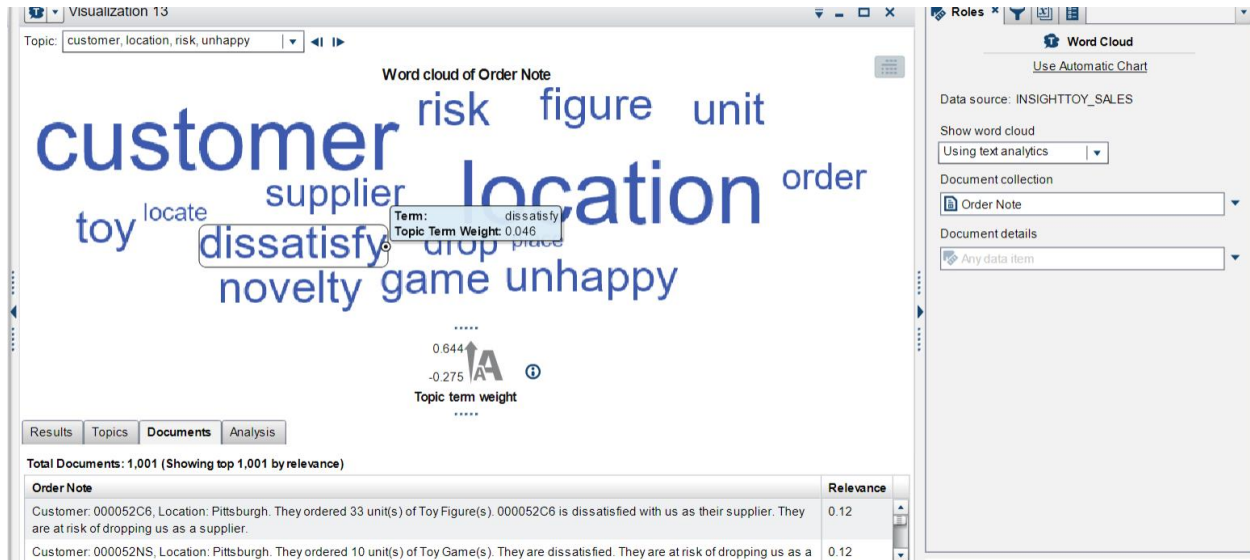 Visualization 13
Roles
Topic: customer, location, risk, unhappy
Word Cloud
Use Automatic Chart
Word cloud of Order Note
customer
risk
figure
unit
supplier
location
order
toy
locate
dissatisfy
Term: dissatisfy
Topic Term Weight: 0.046
drop
place
novelty
game
unhappy
0.644
-0.275
Topic term weight
Data source: INSIGHTTOY_SALES
Show word cloud
Using text analytics
Document collection
Order Note
Document details
Any data item
Results Topics Documents Analysis
Total Documents: 1,001 (Showing top 1,001 by relevance)
Order Note Relevance
Customer: 000052C6, Location: Pittsburgh. They ordered 33 unit(s) of Toy Figure(s). 000052C6 is dissatisfied with us as their supplier. They 0.12
are at risk of dropping us as a supplier.
Customer: 000052NS, Location: Pittsburgh. They ordered 10 unit(s) of Toy Game(s). They are dissatisfied. They are at risk of dropping us as a 0.12